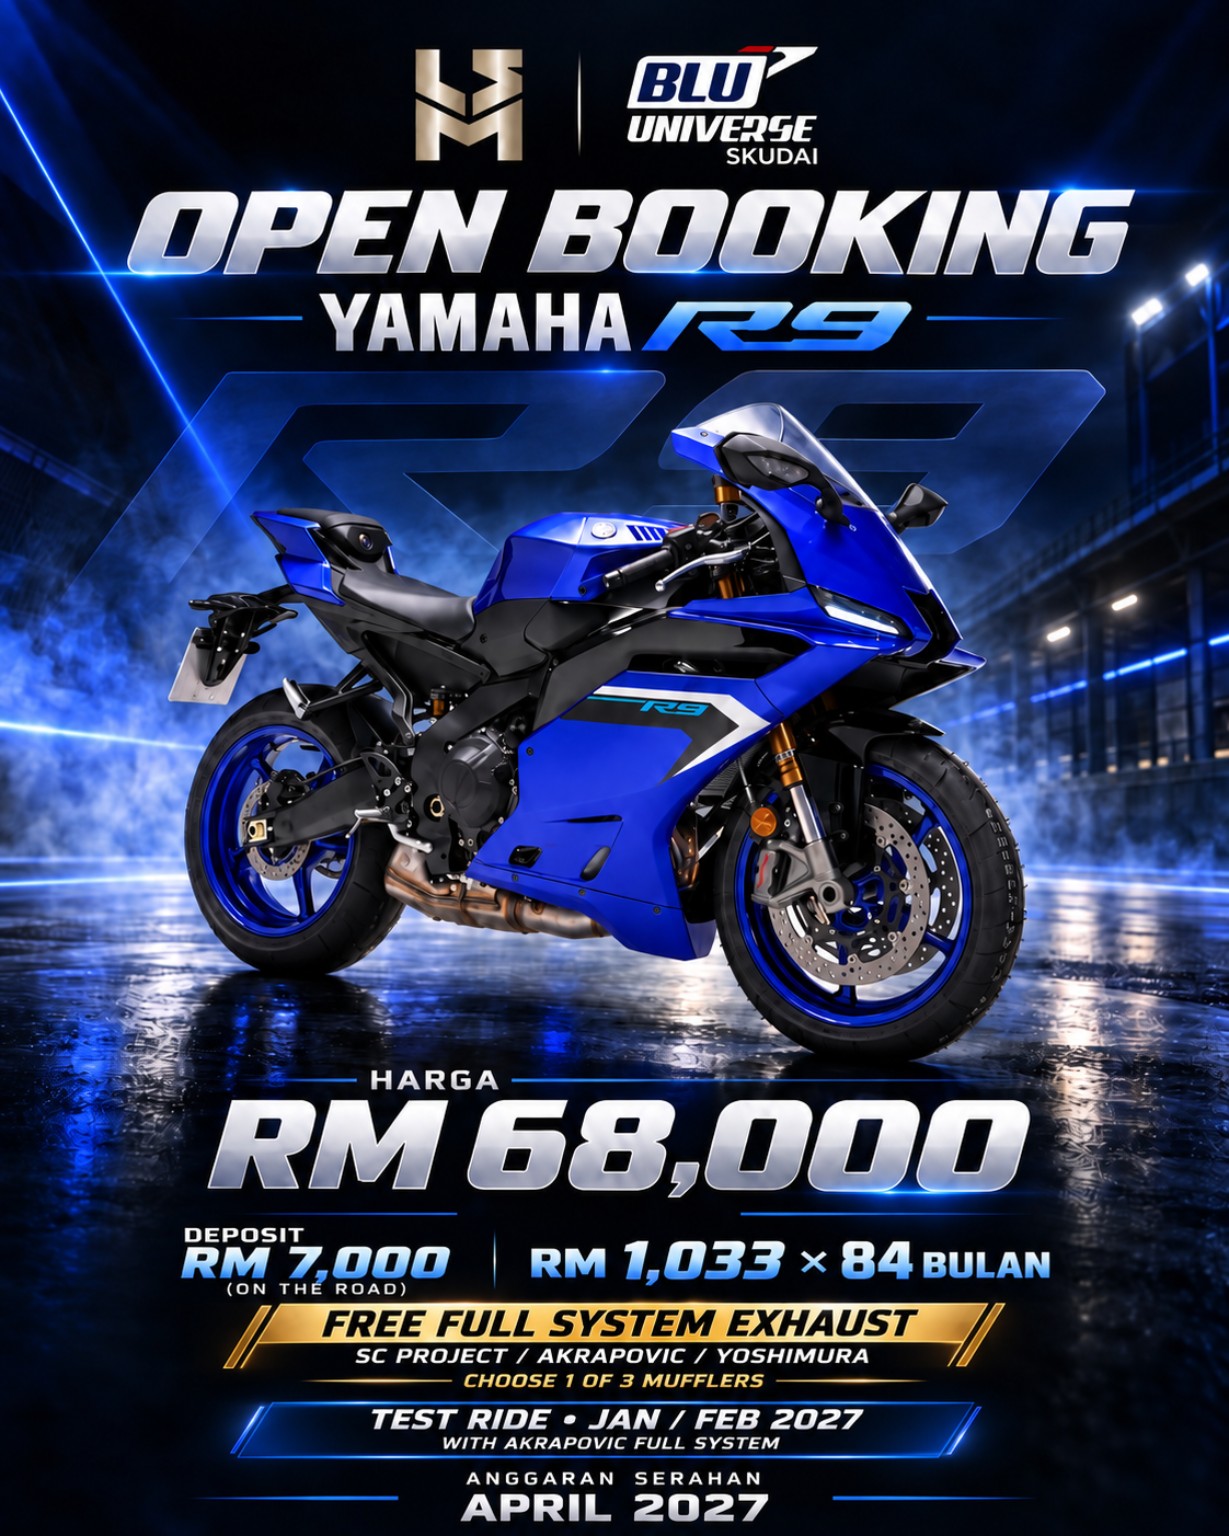 BLU
UNIVERSE
SKUDAI
OPEN BOOKING
YAMAHA R9
R9
R9
HARGA
RM 68,000
DEPOSIT
RM 7,000
(ON THE ROAD)
RM 1,033 × 84 BULAN
FREE FULL SYSTEM EXHAUST
SC PROJECT / AKRAPOVIC / YOSHIMURA
CHOOSE 1 OF 3 MUFFLERS
TEST RIDE • JAN / FEB 2027
WITH AKRAPOVIC FULL SYSTEM
ANGGARAN SERAHAN
APRIL 2027